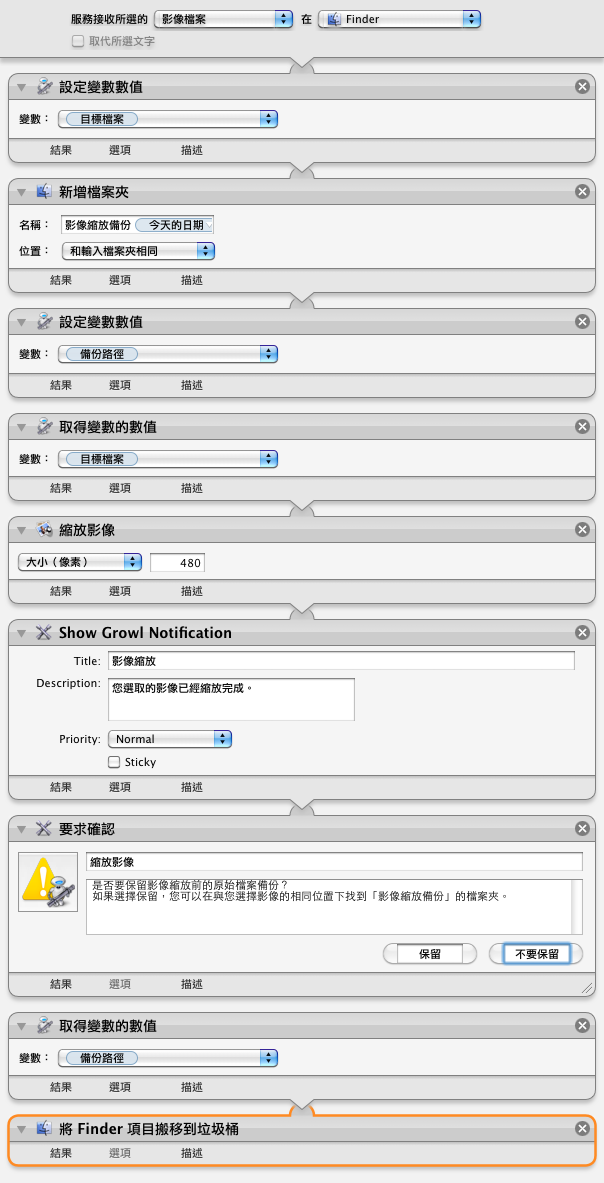 服務接收所選的 影像檔案 在 Finder
取代所選文字
設定變數數值
變數： 目標檔案
結果 選項 描述
新增檔案夾
名稱： 影像縮放備份 今天的日期
位置： 和輸入檔案夾相同
結果 選項 描述
設定變數數值
變數： 備份路徑
結果 選項 描述
取得變數的數值
變數： 目標檔案
結果 選項 描述
縮放影像
大小（像素） 480
結果 選項 描述
Show Growl Notification
Title: 影像縮放
Description: 您選取的影像已經縮放完成。
Priority: Normal
Sticky
結果 選項 描述
要求確認
縮放影像
是否要保留影像縮放前的原始檔案備份？
如果選擇保留，您可以在與您選擇影像的相同位置下找到「影像縮放備份」的檔案夾。
保留 不要保留
結果 選項 描述
取得變數的數值
變數： 備份路徑
結果 選項 描述
將 Finder 項目搬移到垃圾桶
結果 選項 描述